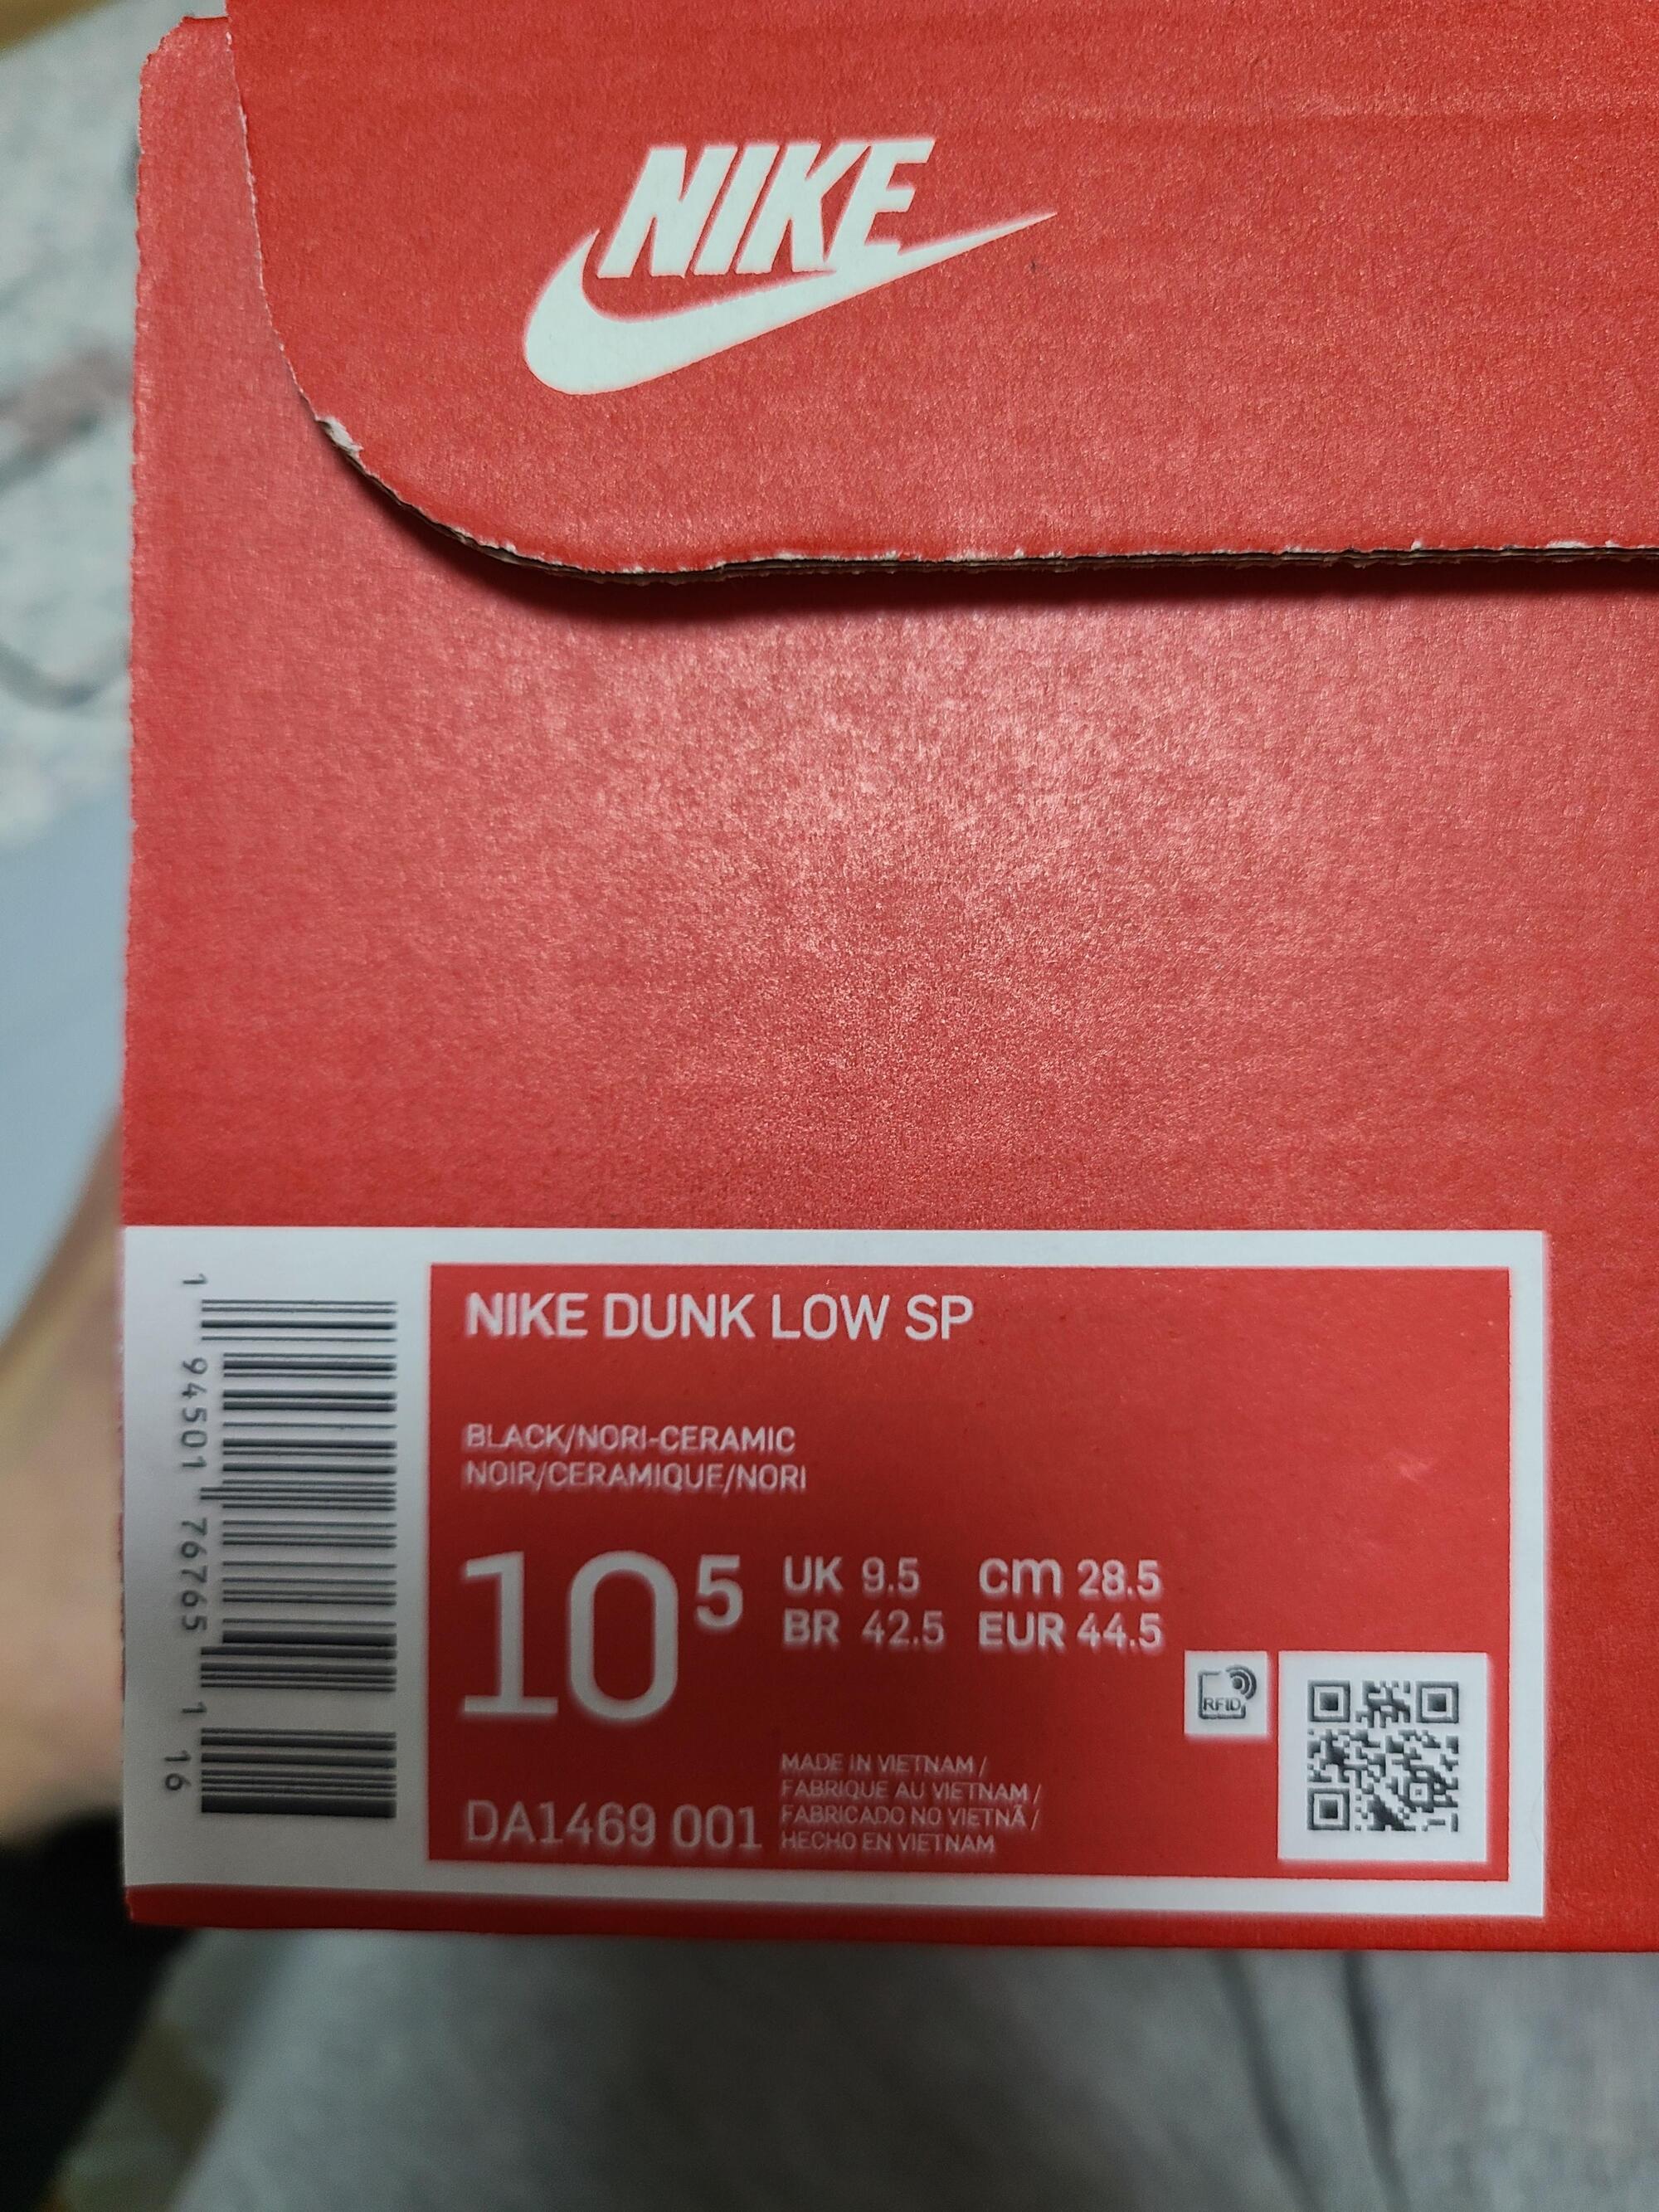 NIKE
NIKE DUNK LOW SP
BLACK/NORI-CERAMIC
NOIR/CERAMIQUE/NORI
10 5
UK 9.5 cm 28.5
BR 42.5 EUR 44.5
RFID
MADE IN VIETNAM /
FABRIQUE AU VIETNAM /
FABRICADO NO VIETNÃ /
HECHO EN VIETNAM
DA1469 001
1 94501 76765 1 16